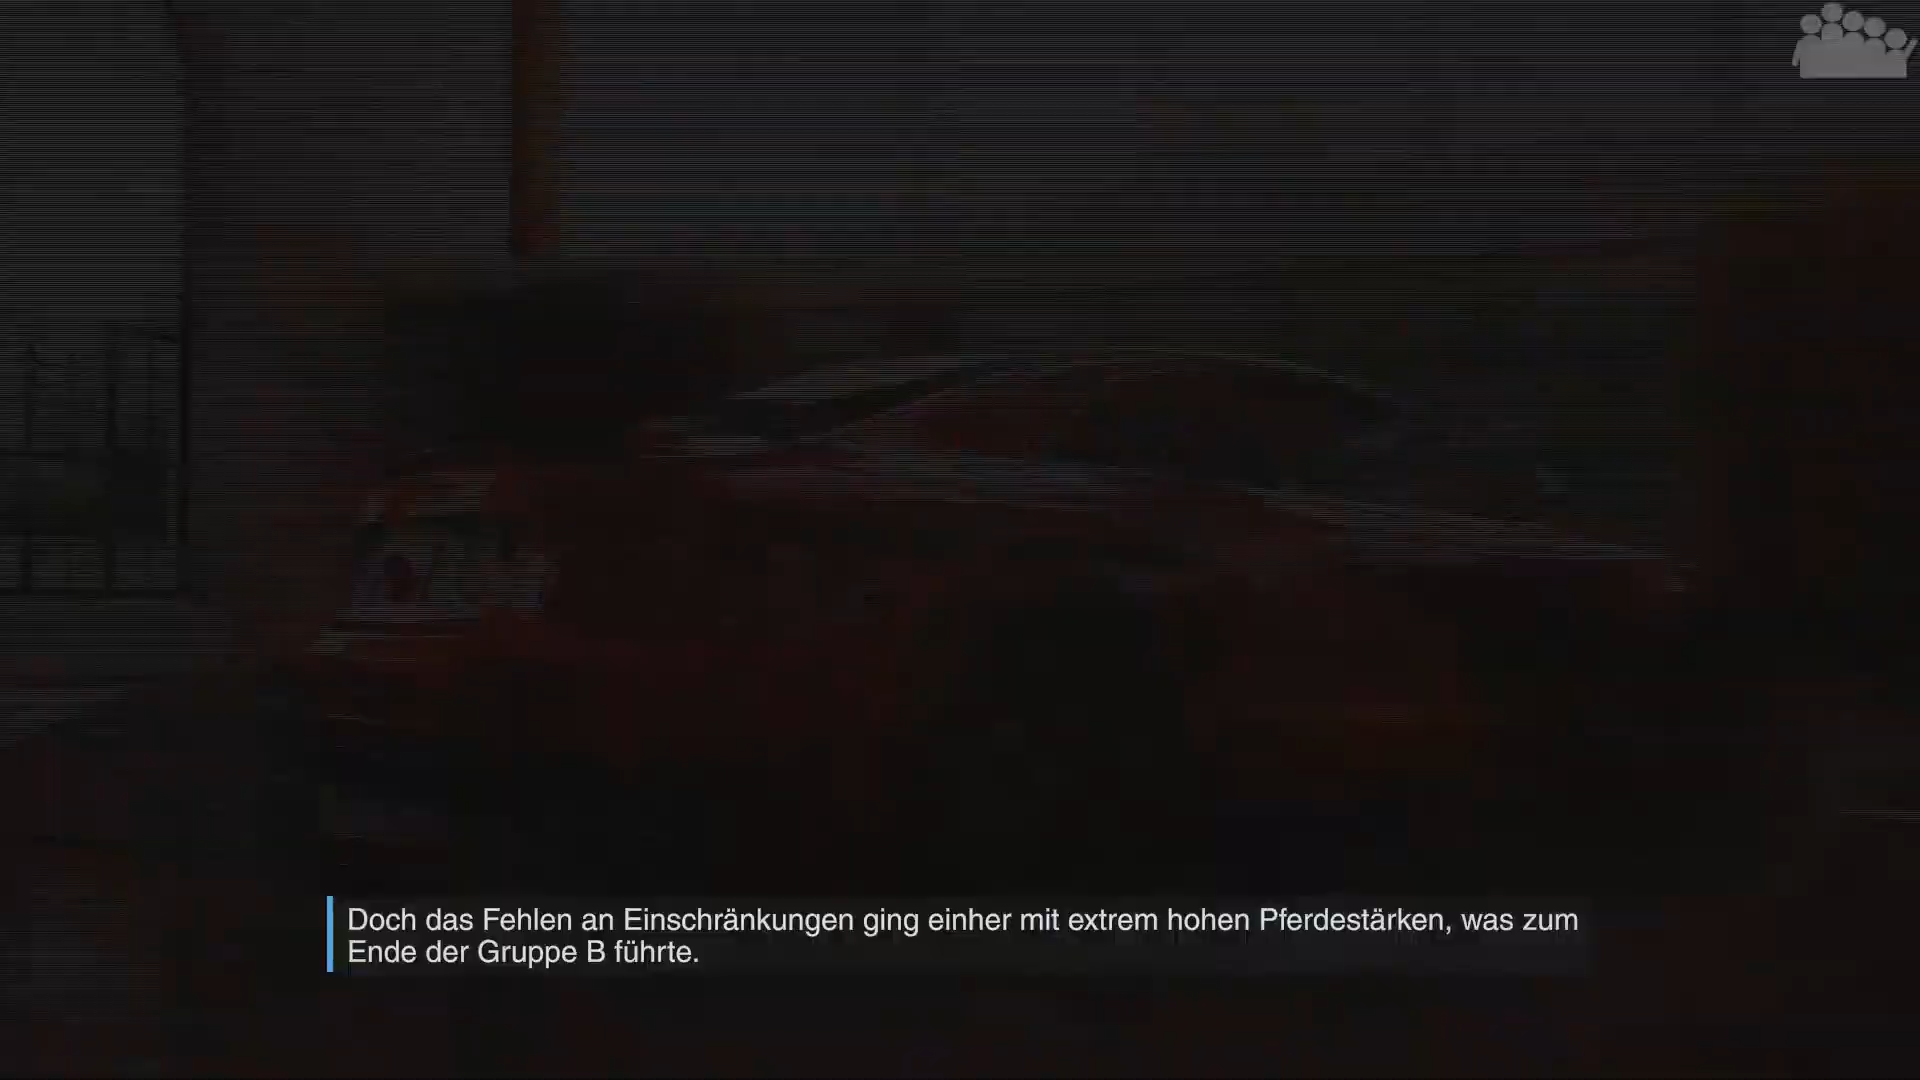 Doch das Fehlen an Einschränkungen ging einher mit extrem hohen Pferdestärken, was zum
Ende der Gruppe B führte.